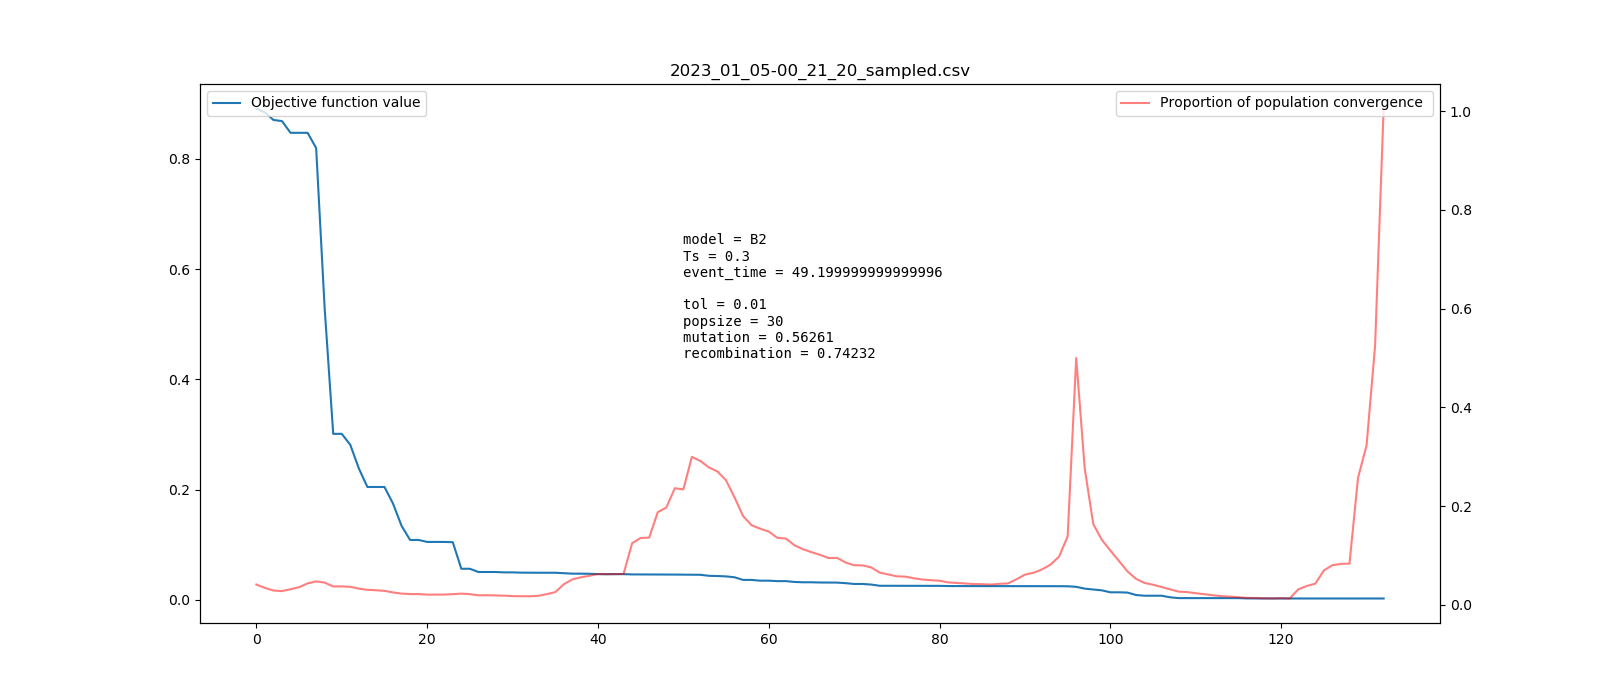 2023_01_05-00_21_20_sampled.csv
Objective function value
Proportion of population convergence
0.8
0.6
0.4
0.2
0.0
1.0
0.8
0.6
0.4
0.2
0.0
model = B2
Ts = 0.3
event_time = 49.199999999999996
tol = 0.01
popsize = 30
mutation = 0.56261
recombination = 0.74232
0 20 40 60 80 100 120